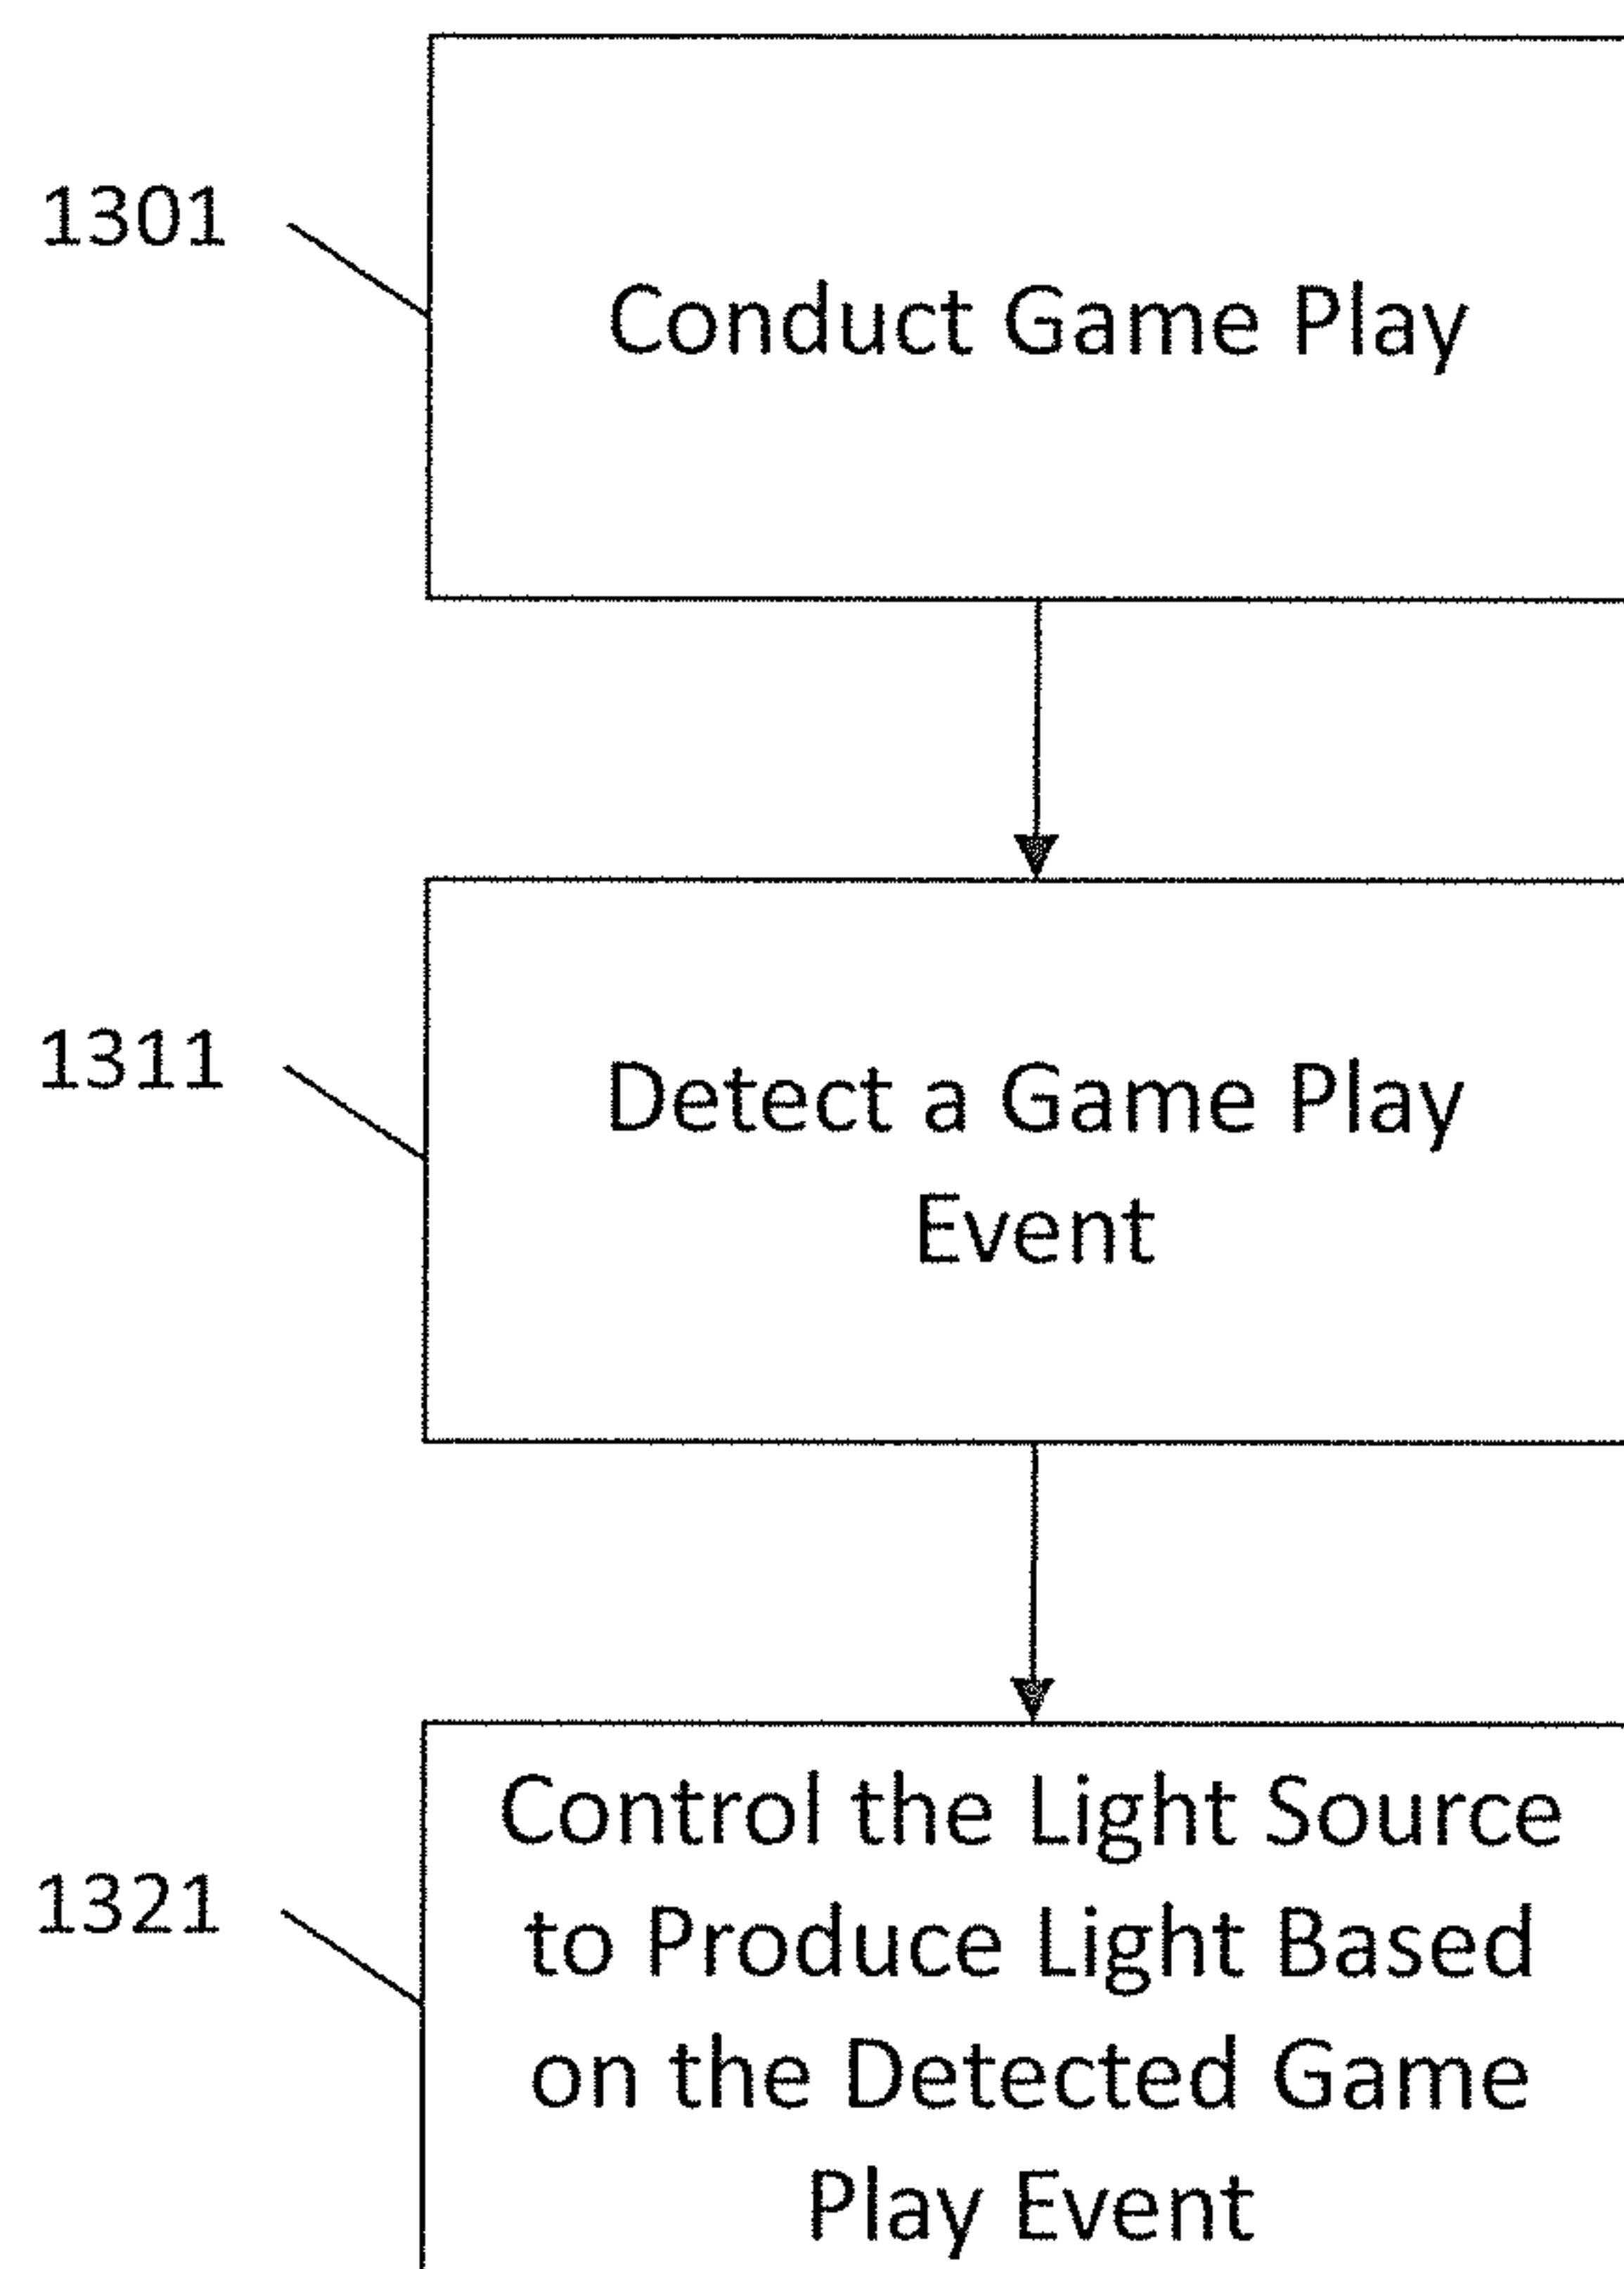 1301
Conduct Game Play
1311
Detect a Game Play
Event
1321
Control the Light Source
to Produce Light Based
on the Detected Game
Play Event